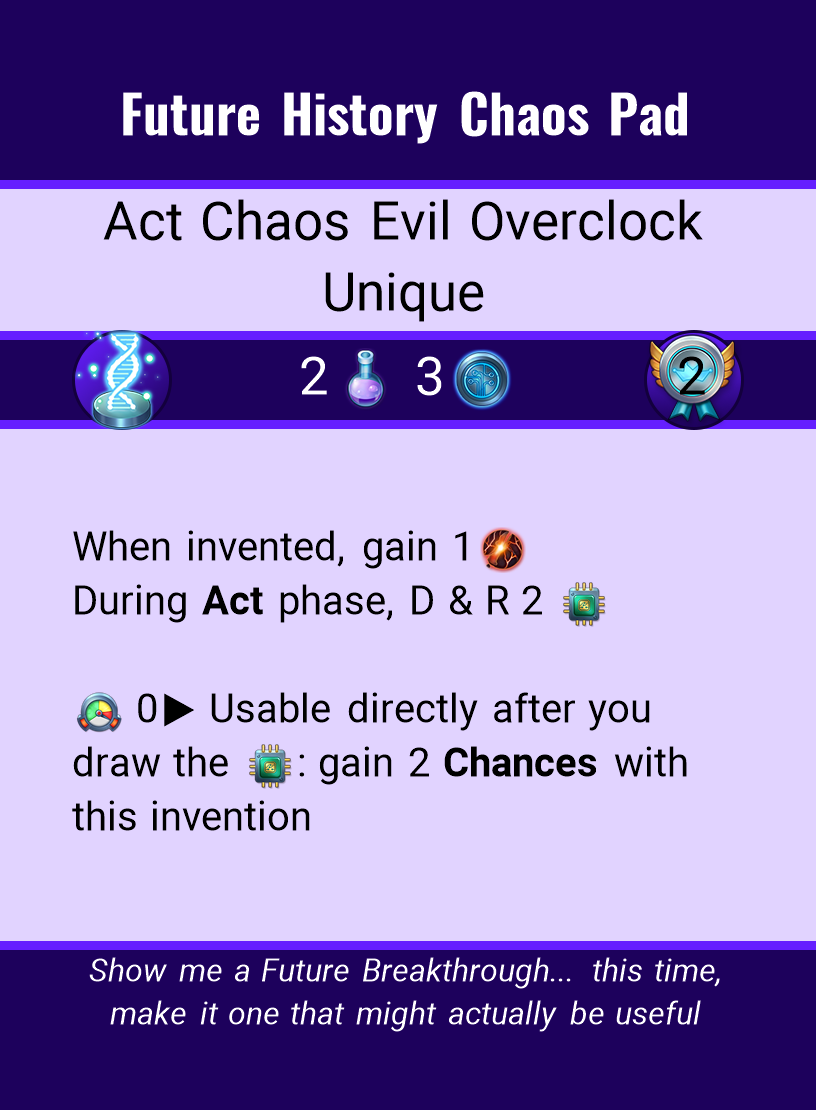 Future History Chaos Pad
Act Chaos Evil Overclock
Unique
2 3 2
When invented, gain 1
During Act phase, D & R 2
0▶ Usable directly after you
draw the : gain 2 Chances with
this invention
Show me a Future Breakthrough... this time,
make it one that might actually be useful